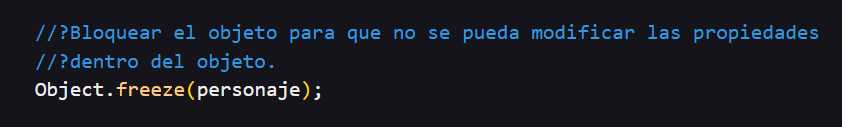 //?Bloquear el objeto para que no se pueda modificar las propiedades
//?dentro del objeto.
Object.freeze(personaje);